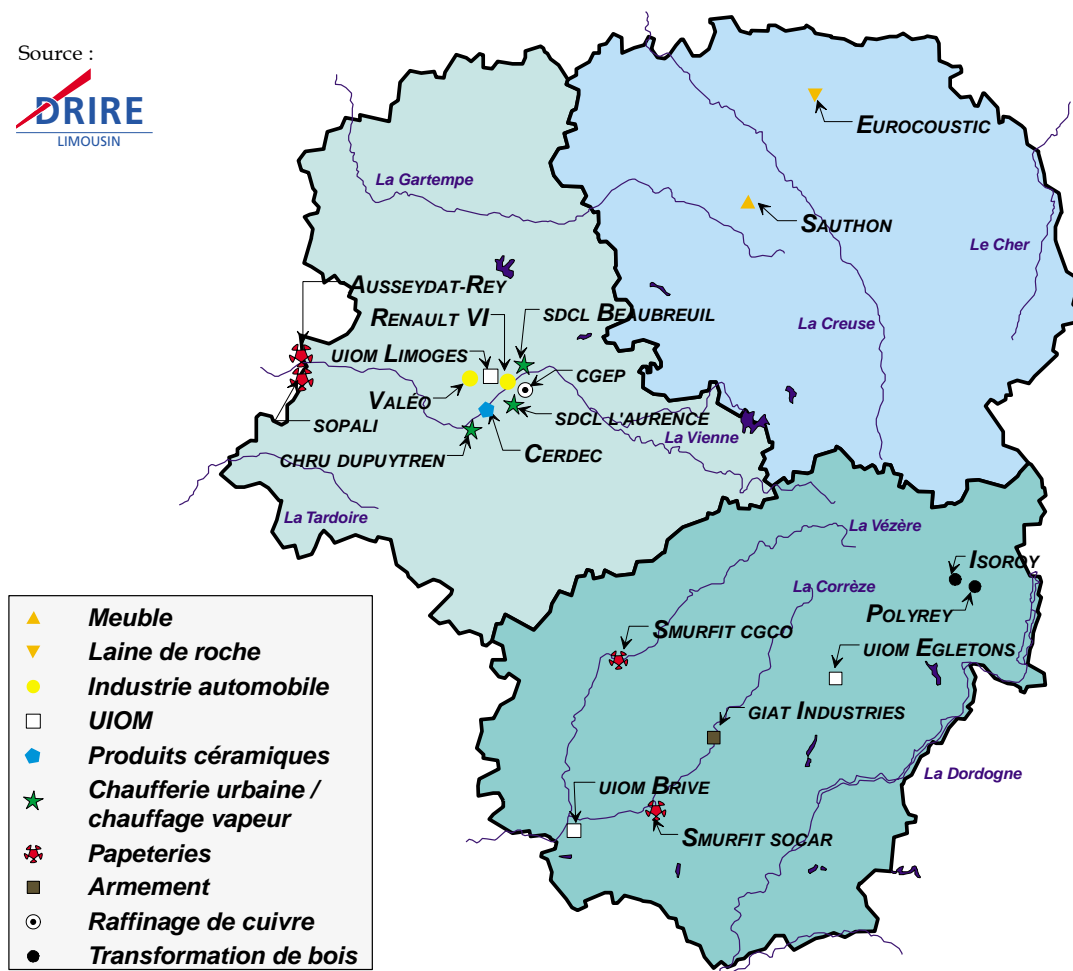 Source :
DRIRE
LIMOUSIN
EUROCOUSTIC
La Gartempe
SAUTHON
Le Cher
AUSSEYDAT-REY
RENAULT VI
SDCL BEAUBREUIL
La Creuse
UIOM LIMOGES
CGEP
VALÉO
SOPALI
SDCL L'AURENCE
La Vienne
CHRU DUPUYTREN
CERDEC
La Tardoire
La Vézère
ISOROY
La Corrèze
POLYREY
SMURFIT CGCO
UIOM EGLETONS
GIAT INDUSTRIES
La Dordogne
UIOM BRIVE
SMURFIT SOCAR
Meuble
Laine de roche
Industrie automobile
UIOM
Produits céramiques
Chaufferie urbaine /
chauffage vapeur
Papeteries
Armement
Raffinage de cuivre
Transformation de bois